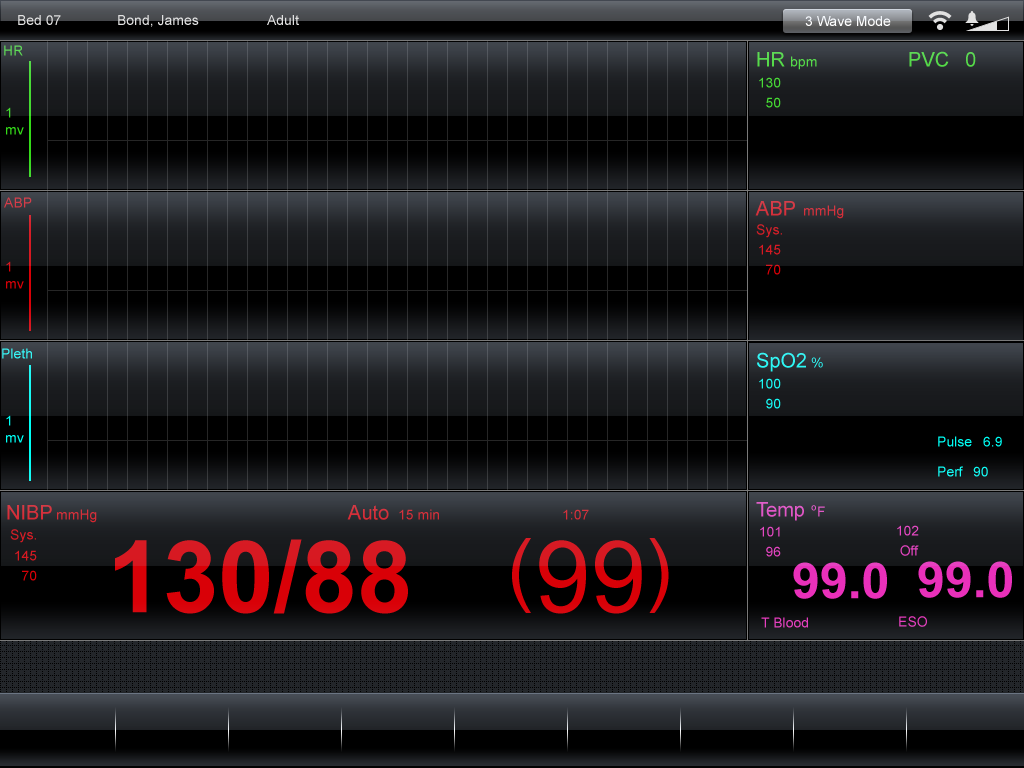 Bed 07 Bond, James Adult 3 Wave Mode
HR
1
mv
HR bpm PVC 0
130
50
ABP
1
mv
ABP mmHg
Sys.
145
70
Pleth
1
mv
SpO2 %
100
90
Pulse 6.9
Perf 90
NIBP mmHg Auto 15 min 1:07
Sys.
145
70
130/88 (99)
Temp °F
101 102
96 Off
99.0 99.0
T Blood ESO